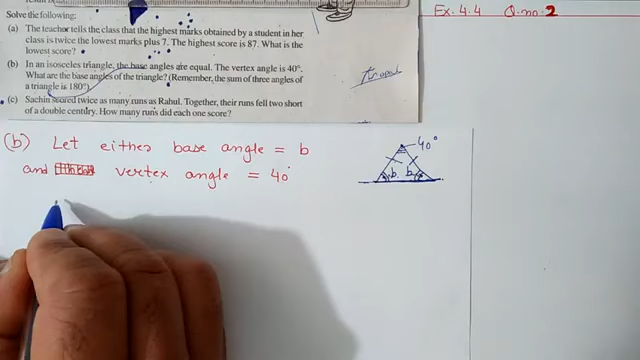 Solve the following:
(a) The teacher tells the class that the highest marks obtained by a student in her
class is twice the lowest marks plus 7. The highest score is 87. What is the
lowest score?
(b) In an isosceles triangle, the base angles are equal. The vertex angle is 40°.
What are the base angles of the triangle? (Remember, the sum of three angles of
a triangle is 180°).
(c) Sachin scored twice as many runs as Rahul. Together, their runs fell two short
of a double century. How many runs did each one score?
Ex. 4.4 Q.no. 2
(b) Let either base angle = b
and vertex angle = 40°
40°
b b